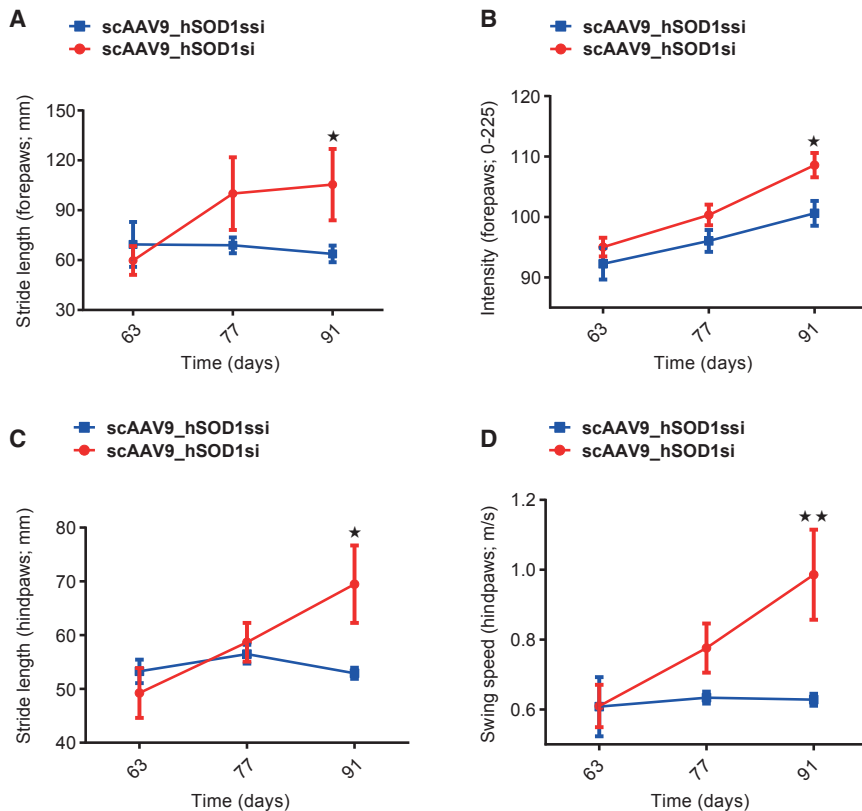 A
scAAV9_hSOD1ssi
scAAV9_hSOD1si
Stride length (forepaws; mm)
150
120
90
60
30
63
77
91
Time (days)
B
scAAV9_hSOD1ssi
scAAV9_hSOD1si
Intensity (forepaws; 0-225)
120
110
100
90
63
77
91
Time (days)
C
scAAV9_hSOD1ssi
scAAV9_hSOD1si
Stride length (hindpaws; mm)
80
70
60
50
40
63
77
91
Time (days)
D
scAAV9_hSOD1ssi
scAAV9_hSOD1si
Swing speed (hindpaws; m/s)
1.2
1.0
0.8
0.6
63
77
91
Time (days)